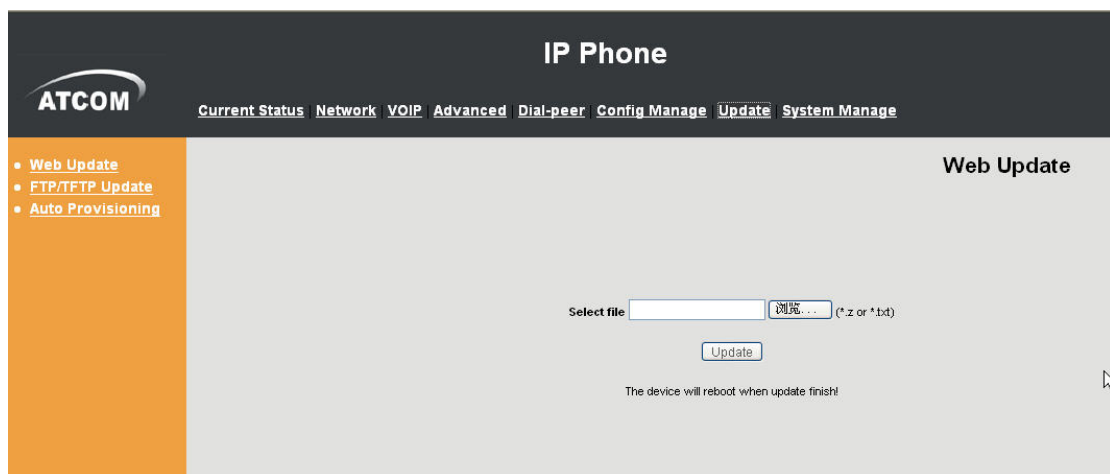 IP Phone
ATCOM
Current Status | Network | VOIP | Advanced | Dial-peer | Config Manage | Update | System Manage
Web Update
FTP/TFTP Update
Auto Provisioning
Web Update
Select file 浏览... (*.z or *.txt)
Update
The device will reboot when update finish!